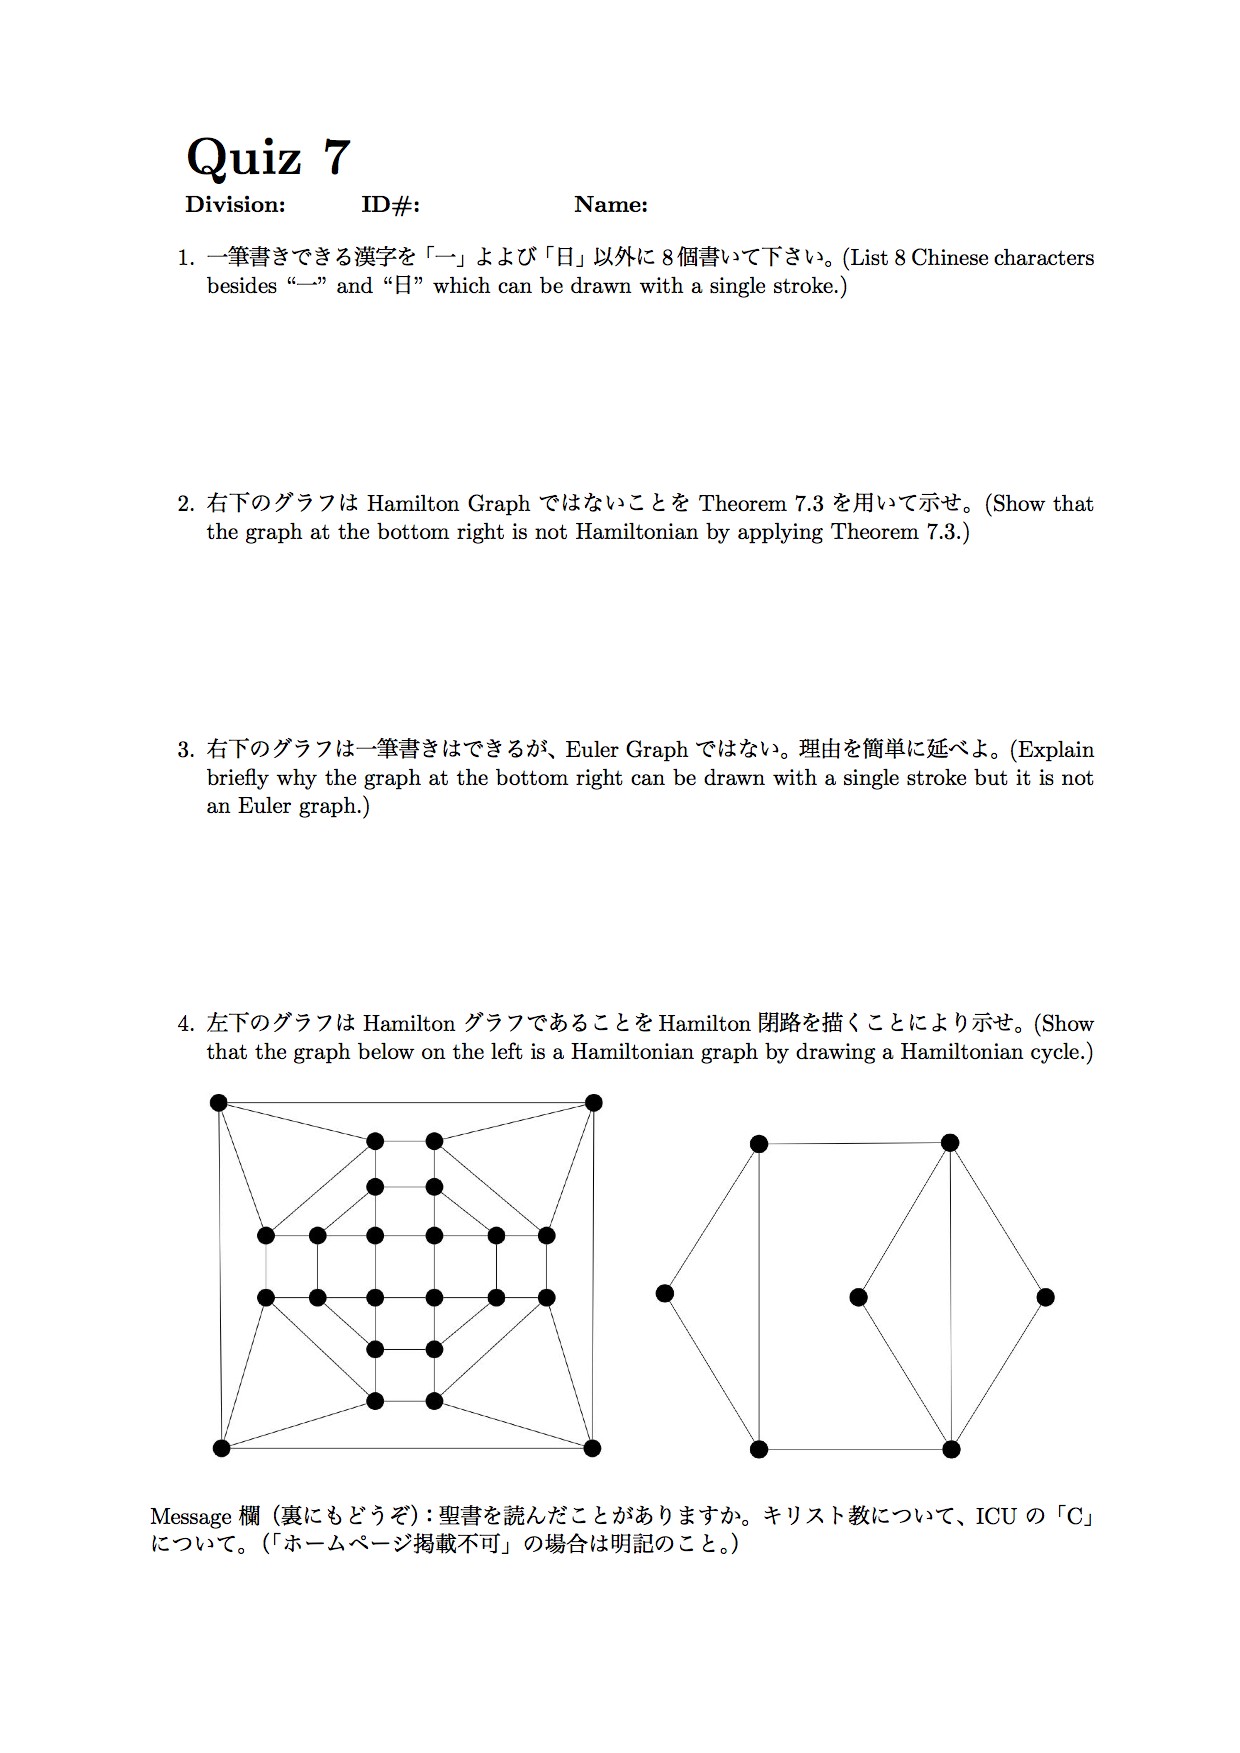 Quiz 7
Division: ID#: Name:
1. 一筆書きできる漢字を「一」および「日」以外に 8 個書いて下さい。(List 8 Chinese characters
besides “一” and “日” which can be drawn with a single stroke.)
2. 右下のグラフは Hamilton Graph ではないことを Theorem 7.3 を用いて示せ。(Show that
the graph at the bottom right is not Hamiltonian by applying Theorem 7.3.)
3. 右下のグラフは一筆書きはできるが、Euler Graph ではない。理由を簡単に延べよ。(Explain
briefly why the graph at the bottom right can be drawn with a single stroke but it is not
an Euler graph.)
4. 左下のグラフは Hamilton グラフであることを Hamilton 閉路を描くことにより示せ。(Show
that the graph below on the left is a Hamiltonian graph by drawing a Hamiltonian cycle.)
Message 欄（裏にもどうぞ）：聖書を読んだことがありますか。キリスト教について、ICU の「C」
について。（「ホームページ掲載不可」の場合は明記のこと。）